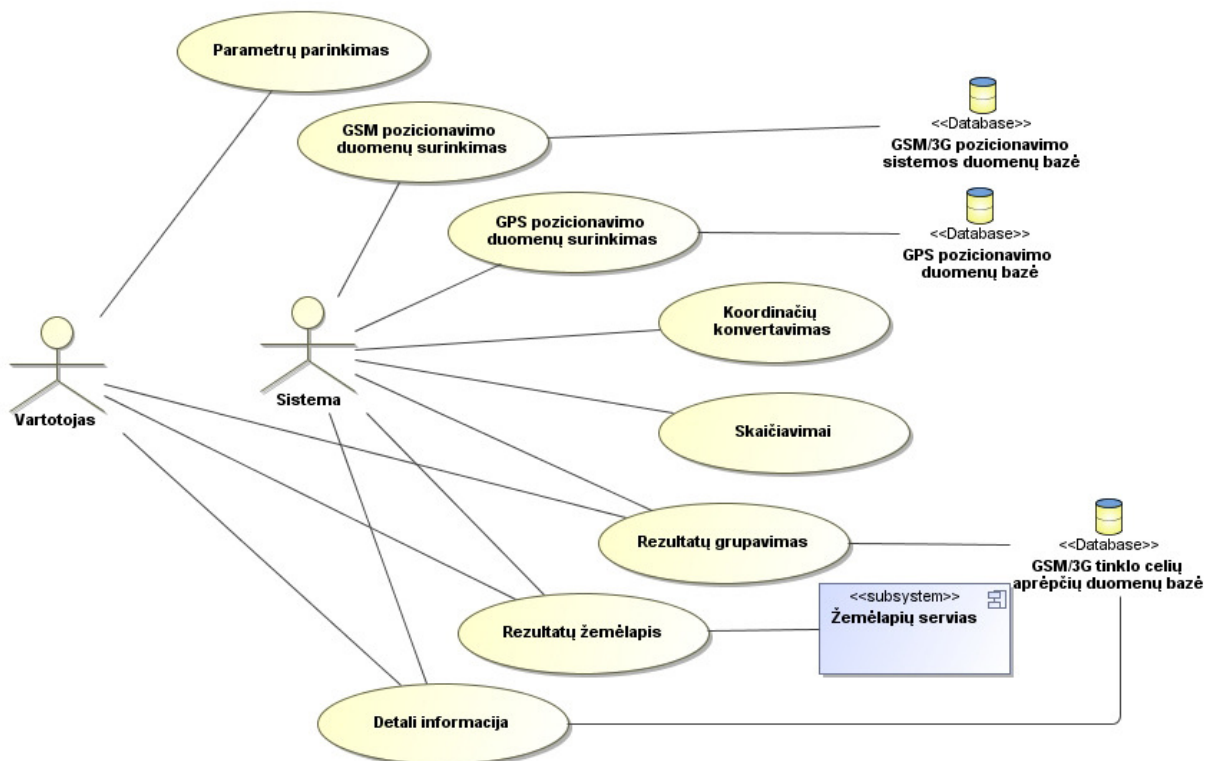 Parametrų parinkimas
GSM pozicionavimo
duomenų surinkimas
<<Database>>
GSM/3G pozicionavimo
sistemos duomenų bazė
GPS pozicionavimo
duomenų surinkimas
<<Database>>
GPS pozicionavimo
duomenų bazė
Koordinačių
konvertavimas
Vartotojas
Sistema
Skaičiavimai
Rezultatų grupavimas
<<Database>>
GSM/3G tinklo celių
aprėpčių duomenų bazė
<<subsystem>>
Žemėlapių servias
Rezultatų žemėlapis
Detali informacija